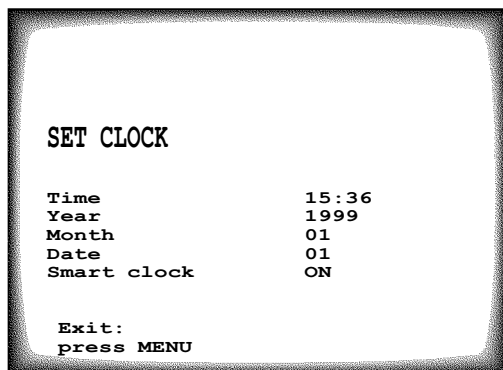 SET CLOCK
Time 15:36
Year 1999
Month 01
Date 01
Smart clock ON
Exit:
press MENU